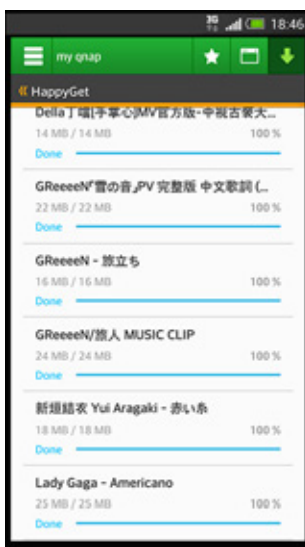 3G 18:46
my qnap
« HappyGet
Della丁噹[手掌心]MV官方版-中視古裝大...
14 MB / 14 MB 100 %
Done
GReeeeN『雪の音』PV 完整版 中文歌詞 (...
22 MB / 22 MB 100 %
Done
GReeeeN - 旅立ち
16 MB / 16 MB 100 %
Done
GReeeeN/旅人 MUSIC CLIP
24 MB / 24 MB 100 %
Done
新垣結衣 Yui Aragaki - 赤い糸
18 MB / 18 MB 100 %
Done
Lady Gaga - Americano
25 MB / 25 MB 100 %
Done